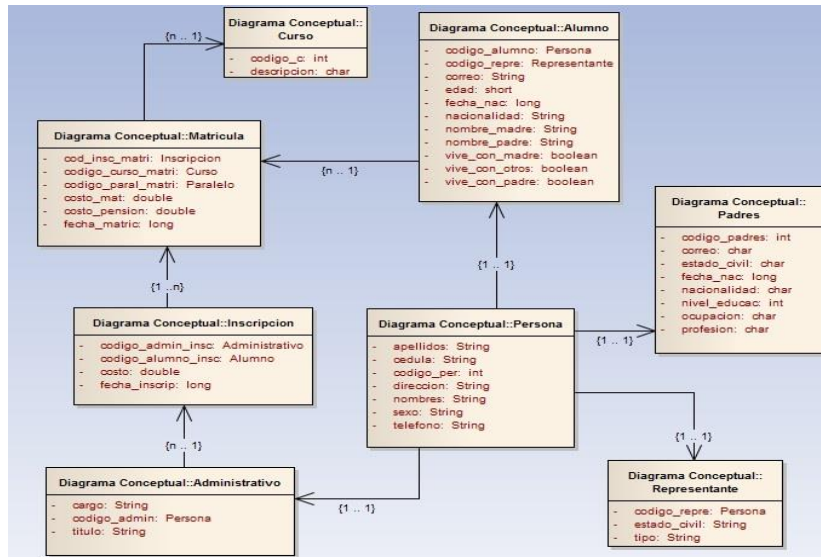 Diagrama Conceptual::
Curso
- codigo_c: int
- descripcion: char
{n .. 1}
Diagrama Conceptual::Alumno
- codigo_alumno: Persona
- codigo_repre: Representante
- correo: String
- edad: short
- fecha_nac: long
- nacionalidad: String
- nombre_madre: String
- nombre_padre: String
- vive_con_madre: boolean
- vive_con_otros: boolean
- vive_con_padre: boolean
Diagrama Conceptual::Matricula
- cod_insc_matri: Inscripcion
- codigo_curso_matri: Curso
- codigo_paral_matri: Paralelo
- costo_mat: double
- costo_pension: double
- fecha_matric: long
{n .. 1}
Diagrama Conceptual::
Padres
- codigo_padres: int
- correo: char
- estado_civil: char
- fecha_nac: long
- nacionalidad: char
- nivel_educac: int
- ocupacion: char
- profesion: char
{1 ..n}
{1 .. 1}
Diagrama Conceptual::Inscripcion
- codigo_admin_insc: Administrativo
- codigo_alumno_insc: Alumno
- costo: double
- fecha_inscrip: long
Diagrama Conceptual::Persona
- apellidos: String
- cedula: String
- codigo_per: int
- direccion: String
- nombres: String
- sexo: String
- telefono: String
{1 .. 1}
{n .. 1}
{1 .. 1}
Diagrama Conceptual::Administrativo
- cargo: String
- codigo_admin: Persona
- titulo: String
{1 .. 1}
Diagrama Conceptual::
Representante
- codigo_repre: Persona
- estado_civil: String
- tipo: String